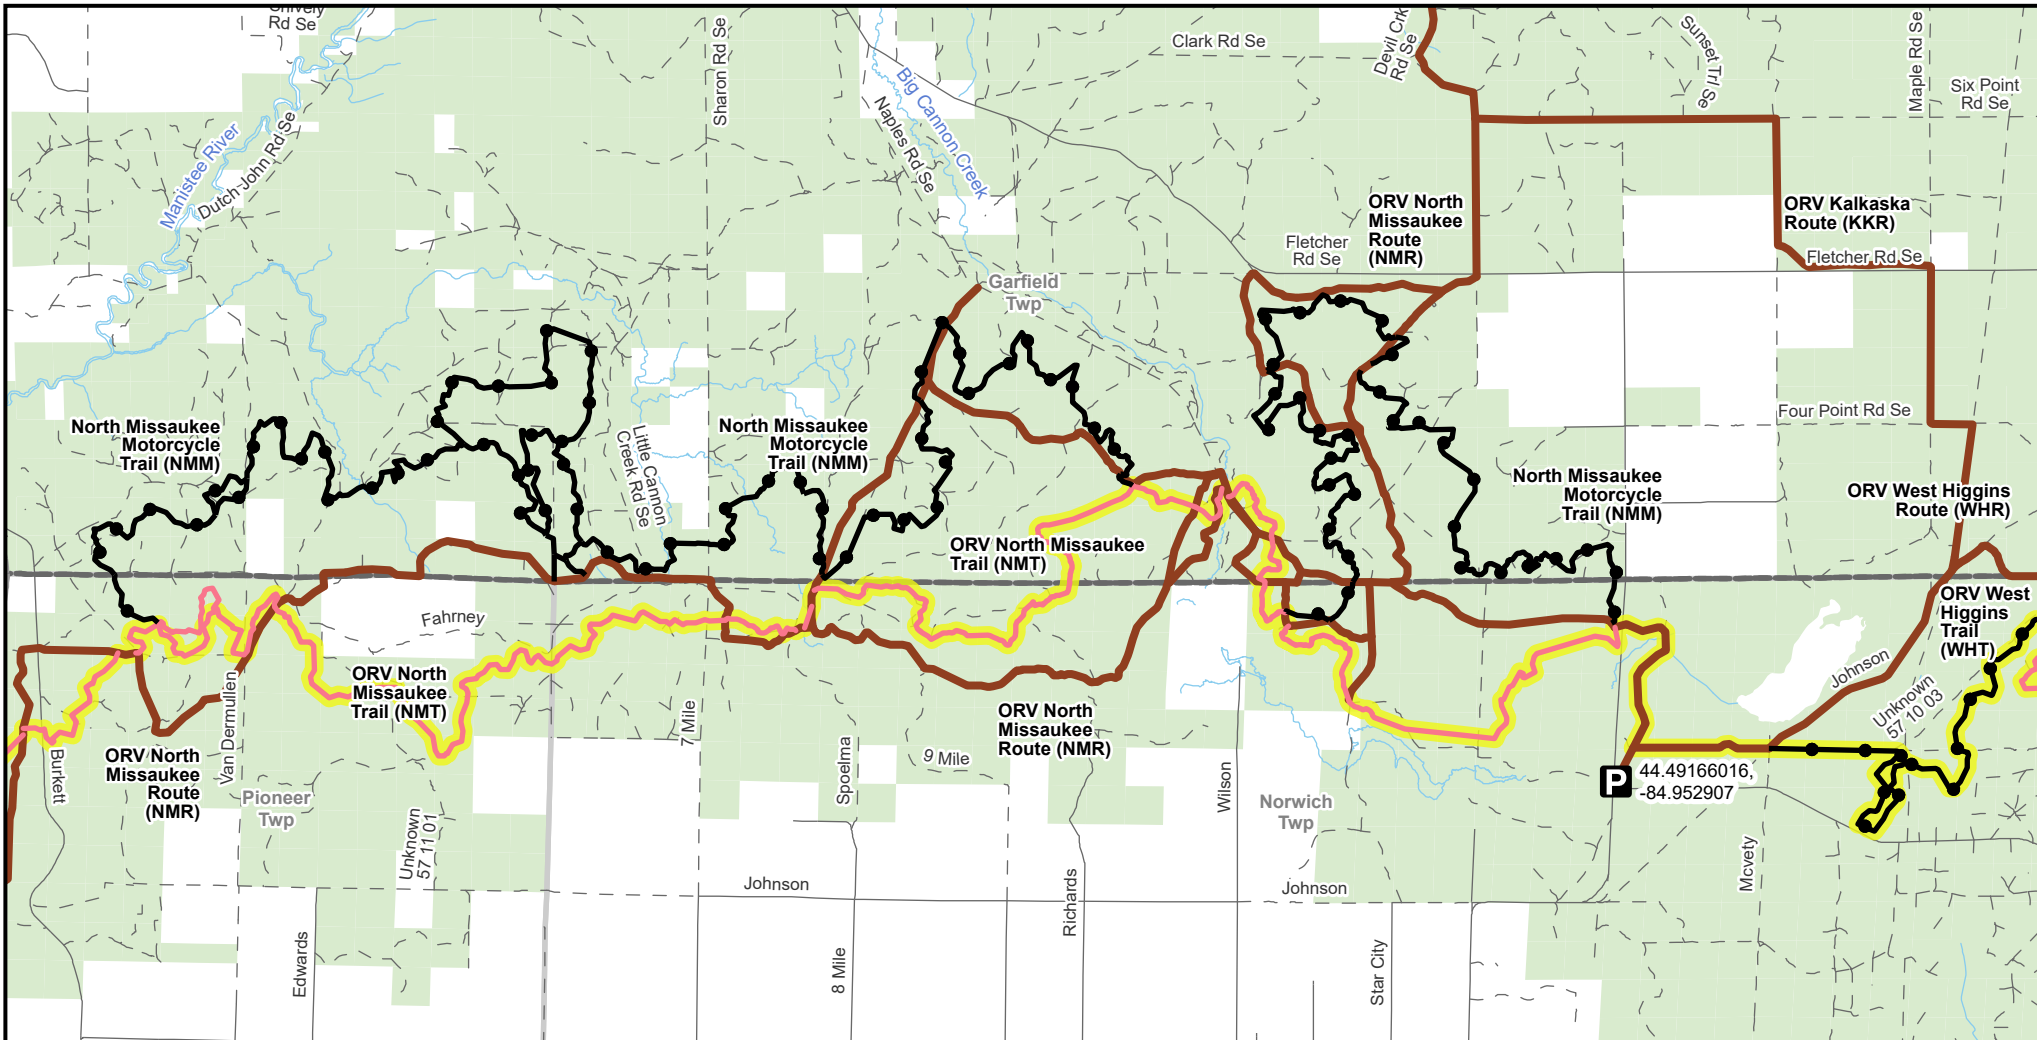 Shively
Rd Se
Manistee River
Dutch-John Rd Se
Sharon Rd Se
Big Cannon Creek
Naples Rd Se
Clark Rd Se
Devil Crk
Rd Se
Sunset Trl Se
Maple Rd Se
Six Point
Rd Se
ORV North
Missaukee
Route
(NMR)
ORV Kalkaska
Route (KKR)
Fletcher
Rd Se
Fletcher Rd Se
Garfield
Twp
Four Point Rd Se
North Missaukee
Motorcycle
Trail (NMM)
Little Cannon
Creek Rd Se
North Missaukee
Motorcycle
Trail (NMM)
North Missaukee
Motorcycle
Trail (NMM)
ORV West Higgins
Route (WHR)
ORV North Missaukee
Trail (NMT)
Fahrney
ORV West
Higgins
Trail
(WHT)
Johnson
Unknown
57 10 03
ORV North
Missaukee
Trail (NMT)
Van Dermullen
7 Mile
ORV North
Missaukee
Route (NMR)
Burkett
ORV North
Missaukee
Route
(NMR)
Spoelma
9 Mile
Wilson
P
44.49166016,
-84.952907
Pioneer
Twp
Norwich
Twp
Unknown
57 11 01
Mcvety
Johnson
Johnson
Richards
Edwards
8 Mile
Star City